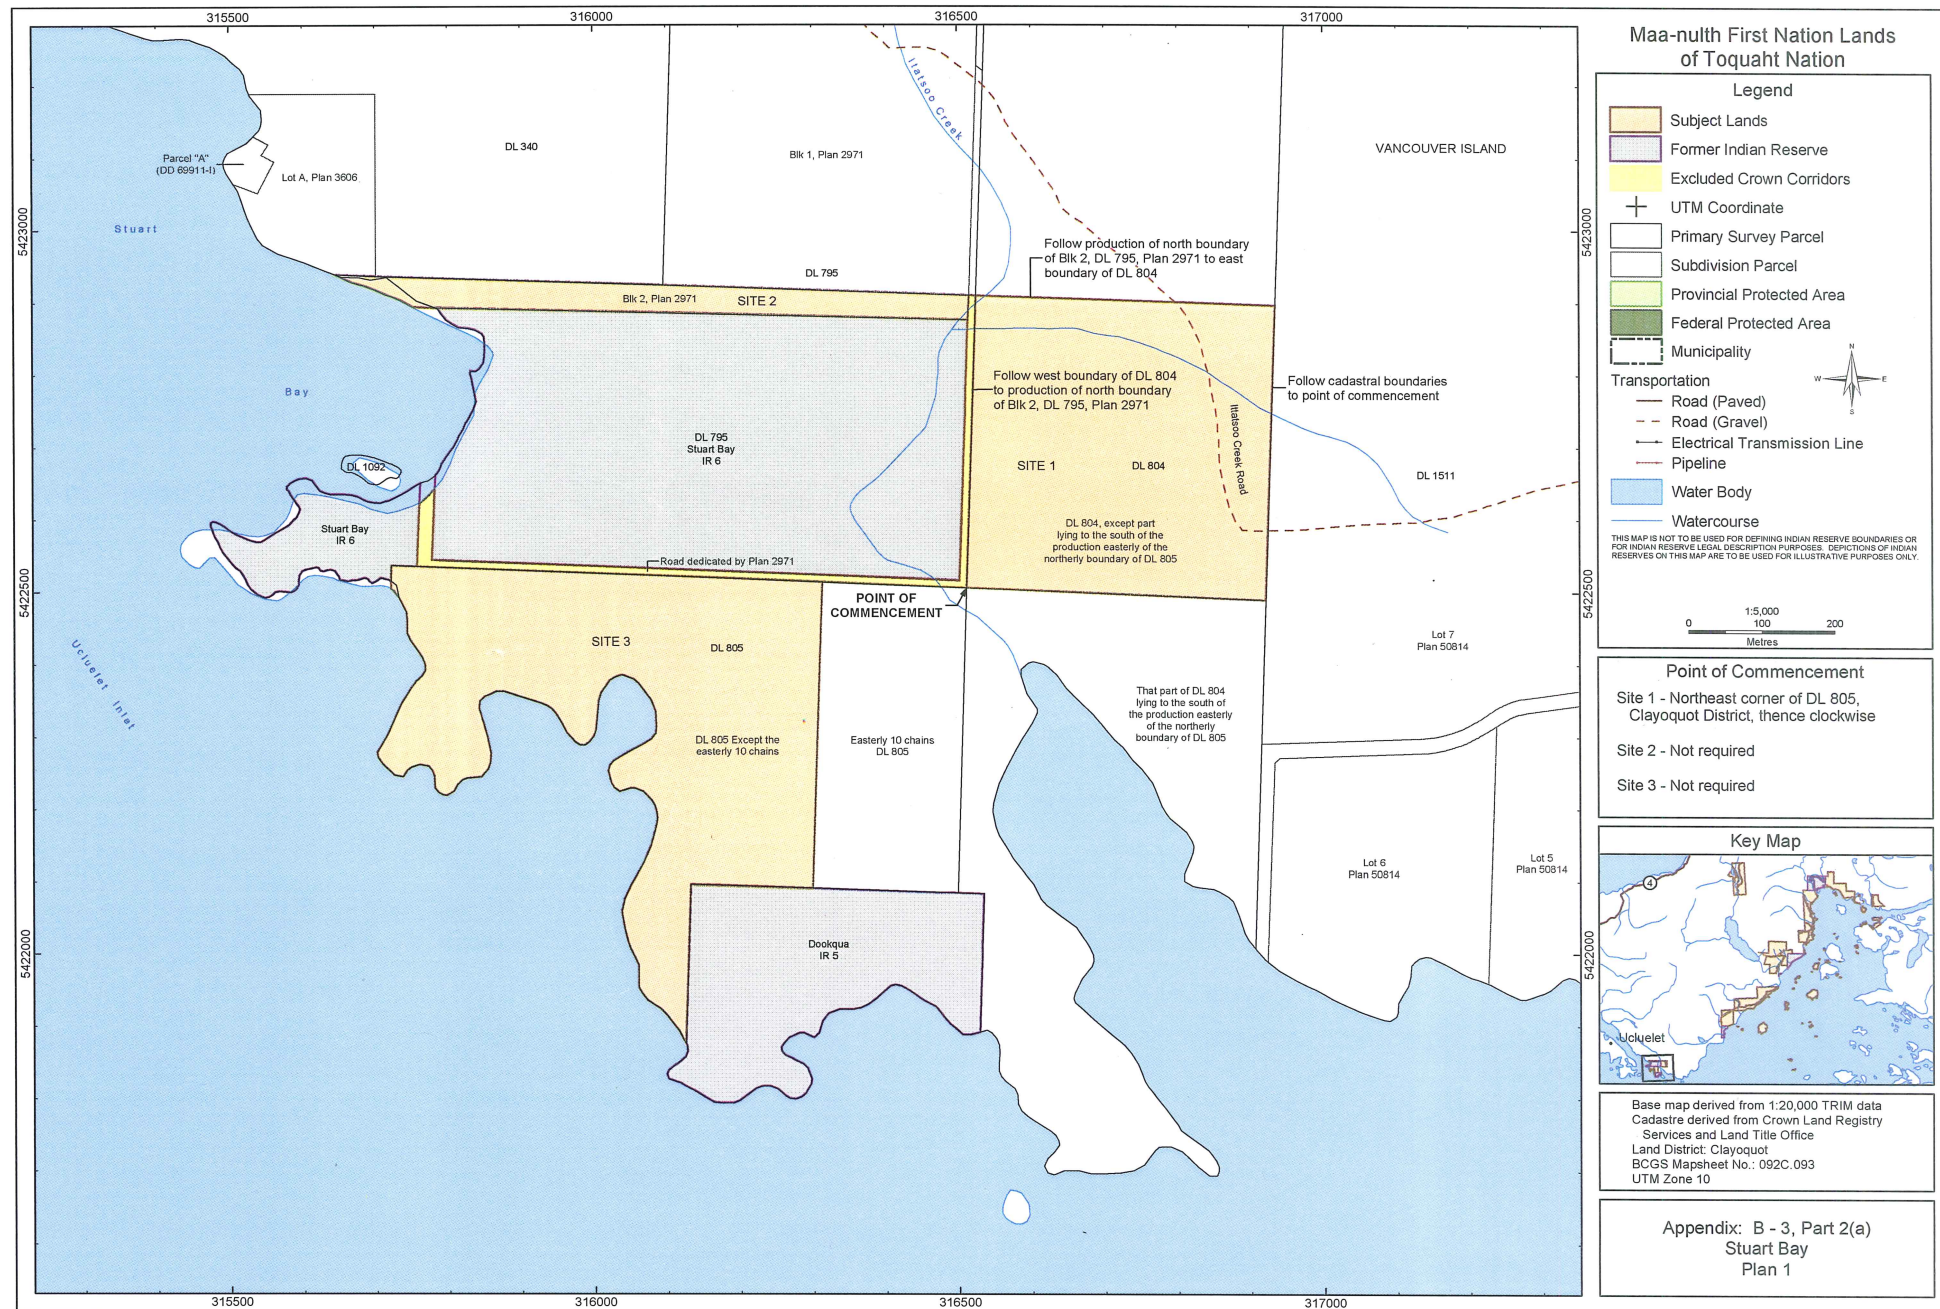 315500
316000
316500
317000
5423000
5422500
5422000
5423000
5422500
5422000
315500
316000
316500
317000
Ittatsoo Creek
DL 340
Blk 1, Plan 2971
VANCOUVER ISLAND
Parcel "A"
(DD 69911-I)
Lot A, Plan 3606
Stuart
Bay
Follow production of north boundary
of Blk 2, DL 795, Plan 2971 to east
boundary of DL 804
DL 795
Blk 2, Plan 2971
SITE 2
Follow west boundary of DL 804
to production of north boundary
of Blk 2, DL 795, Plan 2971
Follow cadastral boundaries
to point of commencement
Ittatsoo Creek Road
DL 795
Stuart Bay
IR 6
DL 1092
SITE 1
DL 804
DL 1511
Stuart Bay
IR 6
DL 804, except part
lying to the south of the
production easterly of the
northerly boundary of DL 805
Road dedicated by Plan 2971
POINT OF
COMMENCEMENT
Ucluelet Inlet
SITE 3
DL 805
Lot 7
Plan 50814
That part of DL 804
lying to the south of
the production easterly
of the northerly
boundary of DL 805
DL 805 Except the
easterly 10 chains
Easterly 10 chains
DL 805
Lot 6
Plan 50814
Lot 5
Plan 50814
Dookqua
IR 5
Maa-nulth First Nation Lands
of Toquaht Nation
Legend
Subject Lands
Former Indian Reserve
Excluded Crown Corridors
UTM Coordinate
Primary Survey Parcel
Subdivision Parcel
Provincial Protected Area
Federal Protected Area
Municipality
N
W
E
S
Transportation
Road (Paved)
Road (Gravel)
Electrical Transmission Line
Pipeline
Water Body
Watercourse
THIS MAP IS NOT TO BE USED FOR DEFINING INDIAN RESERVE BOUNDARIES OR
FOR INDIAN RESERVE LEGAL DESCRIPTION PURPOSES. DEPICTIONS OF INDIAN
RESERVES ON THIS MAP ARE TO BE USED FOR ILLUSTRATIVE PURPOSES ONLY.
1:5,000
0 100 200
Metres
Point of Commencement
Site 1 - Northeast corner of DL 805,
Clayoquot District, thence clockwise
Site 2 - Not required
Site 3 - Not required
Key Map
4
Ucluelet
Base map derived from 1:20,000 TRIM data
Cadastre derived from Crown Land Registry
Services and Land Title Office
Land District: Clayoquot
BCGS Mapsheet No.: 092C.093
UTM Zone 10
Appendix: B - 3, Part 2(a)
Stuart Bay
Plan 1